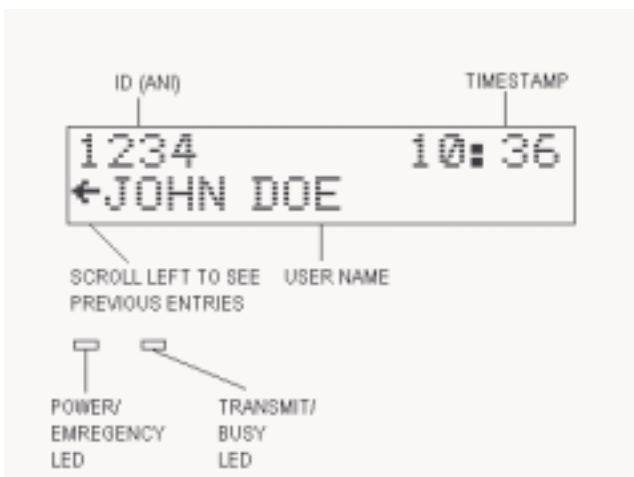 ID (ANI) TIMESTAMP
1234 10:36
←JOHN DOE
SCROLL LEFT TO SEE USER NAME
PREVIOUS ENTRIES
POWER/ TRANSMIT/
EMREGENCY BUSY
LED LED